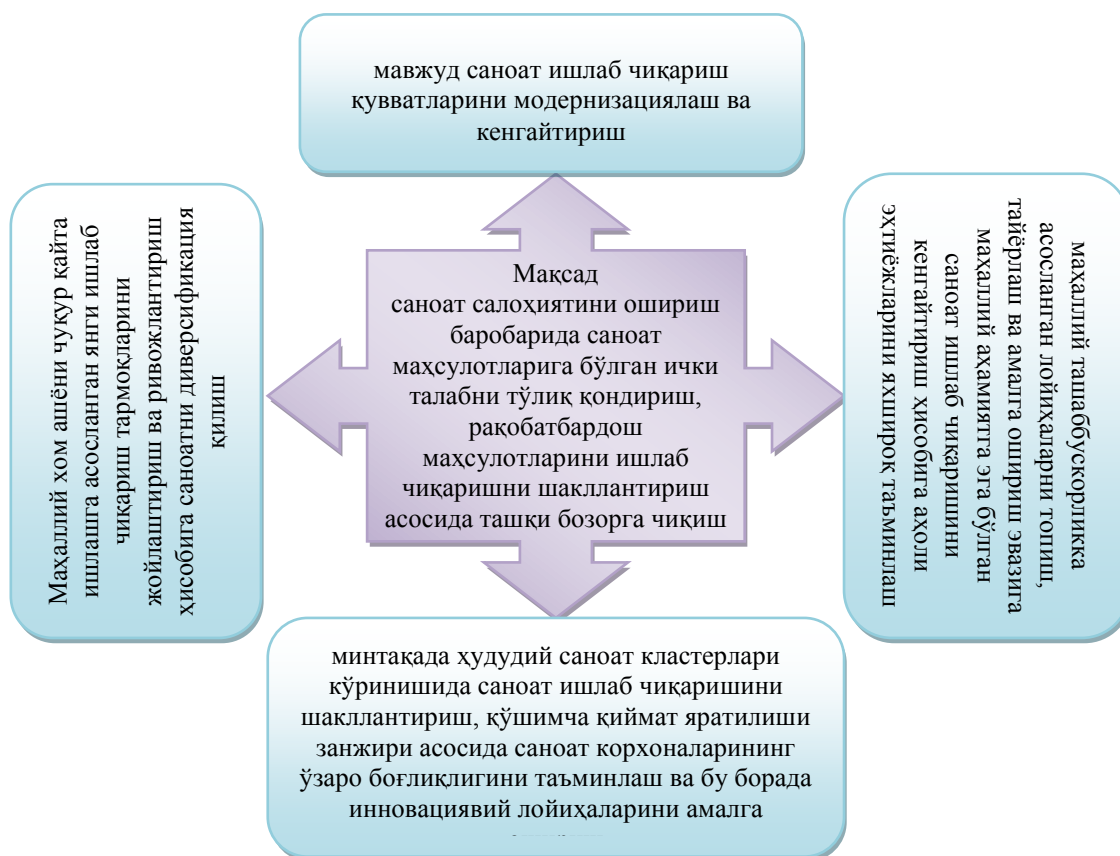 мавжуд саноат ишлаб чиқариш
қувватларини модернизациялаш ва
кенгайтириш
Маҳаллий хом ашёни чуқур қайта
ишлашга асосланган янги ишлаб
чиқариш тармоқларини
жойлаштириш ва ривожлантириш
ҳисобига саноатни диверсификация
қилиш
Мақсад
саноат салоҳиятини ошириш
баробарида саноат
маҳсулотларига бўлган ички
талабни тўлиқ қондириш,
рақобатбардош
маҳсулотларини ишлаб
чиқаришни шакллантириш
асосида ташқи бозорга чиқиш
маҳаллий ташаббускорликка
асосланган лойиҳаларни топиш,
тайёрлаш ва амалга ошириш эвазига
маҳаллий аҳамиятга эга бўлган
саноат ишлаб чиқаришини
кенгайтириш ҳисобига аҳоли
эҳтиёжларини яхшироқ таъминлаш
минтақада ҳудудий саноат кластерлари
кўринишида саноат ишлаб чиқаришини
шакллантириш, қўшимча қиймат яратилиши
занжири асосида саноат корхоналарининг
ўзаро боғлиқлигини таъминлаш ва бу борада
инновациявий лойиҳаларини амалга